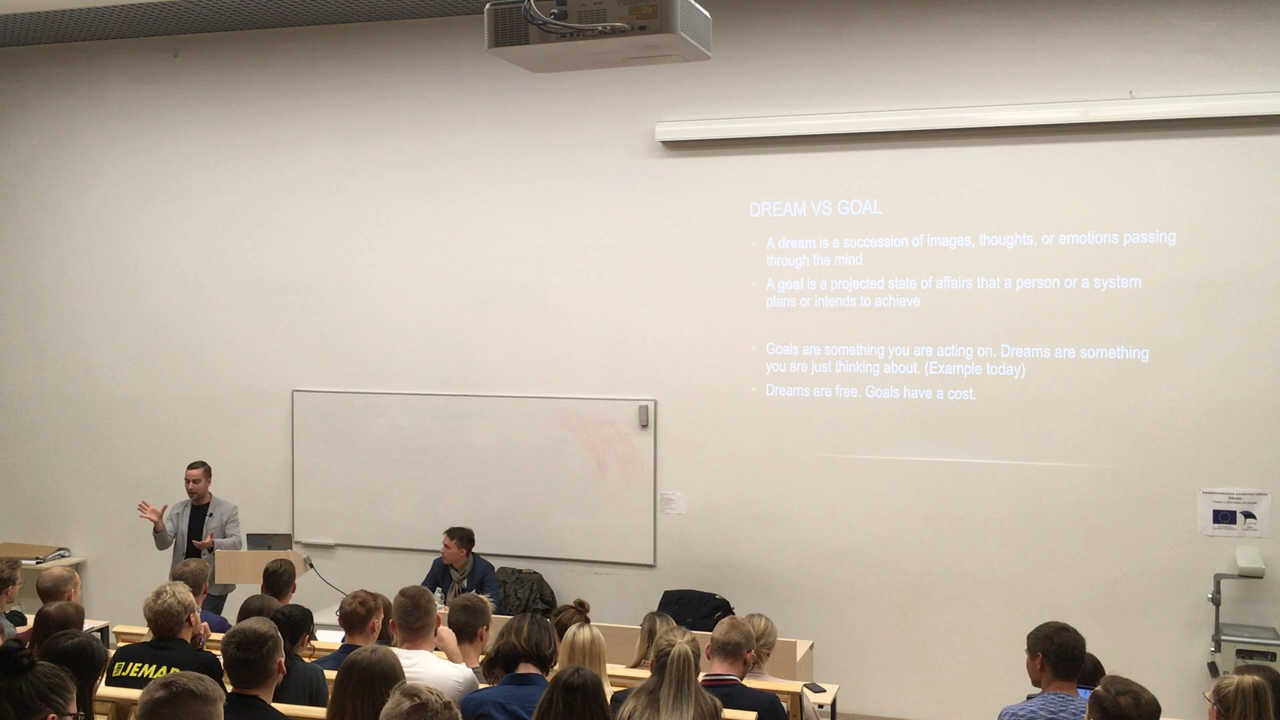 DREAM VS GOAL
A dream is a succession of images, thoughts, or emotions passing
through the mind
A goal is a projected state of affairs that a person or a system
plans or intends to achieve
Goals are something you are acting on. Dreams are something
you are just thinking about. (Example today)
Dreams are free. Goals have a cost.